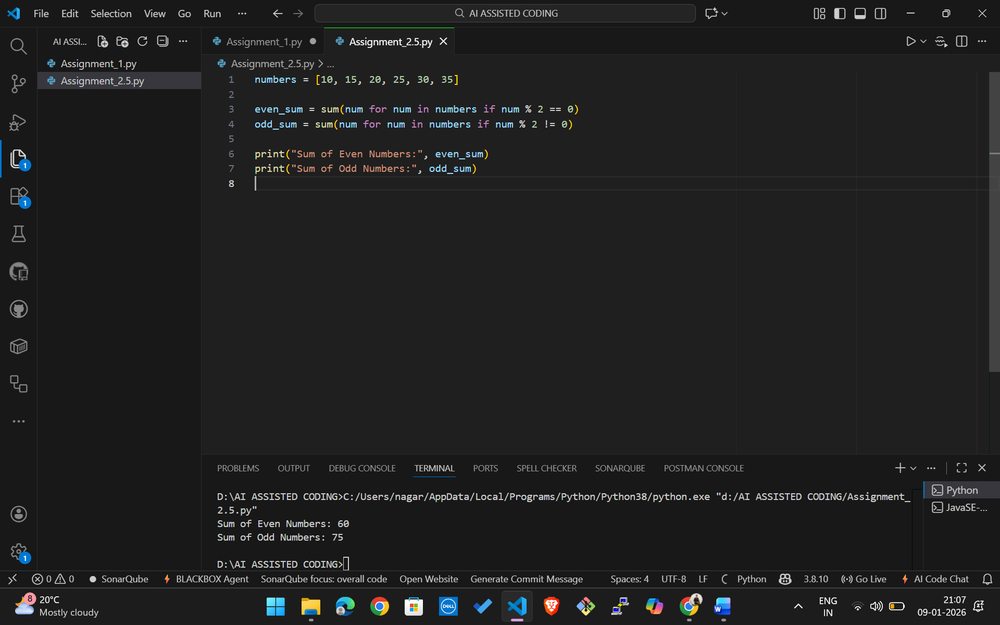 File Edit Selection View Go Run ···
AI ASSISTED CODING
AI ASSI...
Assignment_1.py
Assignment_2.5.py
Assignment_1.py
Assignment_2.5.py
Assignment_2.5.py > ...
1 numbers = [10, 15, 20, 25, 30, 35]
2
3 even_sum = sum(num for num in numbers if num % 2 == 0)
4 odd_sum = sum(num for num in numbers if num % 2 != 0)
5
6 print("Sum of Even Numbers:", even_sum)
7 print("Sum of Odd Numbers:", odd_sum)
8
1
1
1
PROBLEMS OUTPUT DEBUG CONSOLE TERMINAL PORTS SPELL CHECKER SONARQUBE POSTMAN CONSOLE
D:\AI ASSISTED CODING>C:/Users/nagar/AppData/Local/Programs/Python/Python38/python.exe "d:/AI ASSISTED CODING/Assignment_
2.5.py"
Sum of Even Numbers: 60
Sum of Odd Numbers: 75
D:\AI ASSISTED CODING>
Python
JavaSE-...
0 0 SonarQube BLACKBOX Agent SonarQube focus: overall code Open Website Generate Commit Message Spaces: 4 UTF-8 LF Python 3.8.10 Go Live AI Code Chat
8
20°C
Mostly cloudy
DELL
W
ENG
IN
21:07
09-01-2026